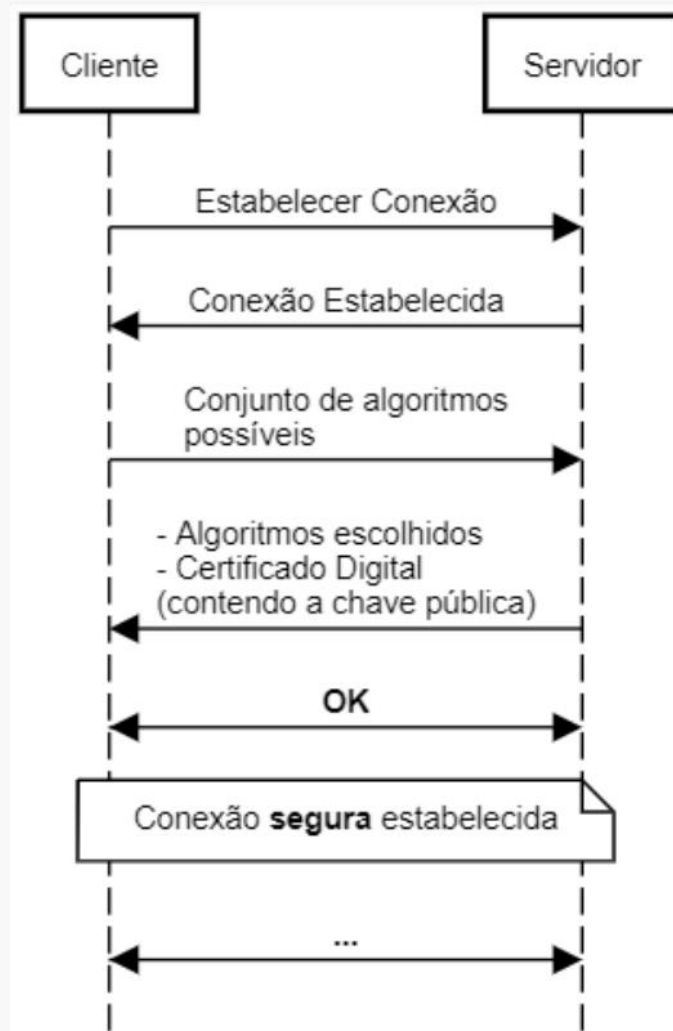 Cliente
Servidor
Estabelecer Conexão
Conexão Estabelecida
Conjunto de algoritmos
possíveis
- Algoritmos escolhidos
- Certificado Digital
(contendo a chave pública)
OK
Conexão segura estabelecida
...